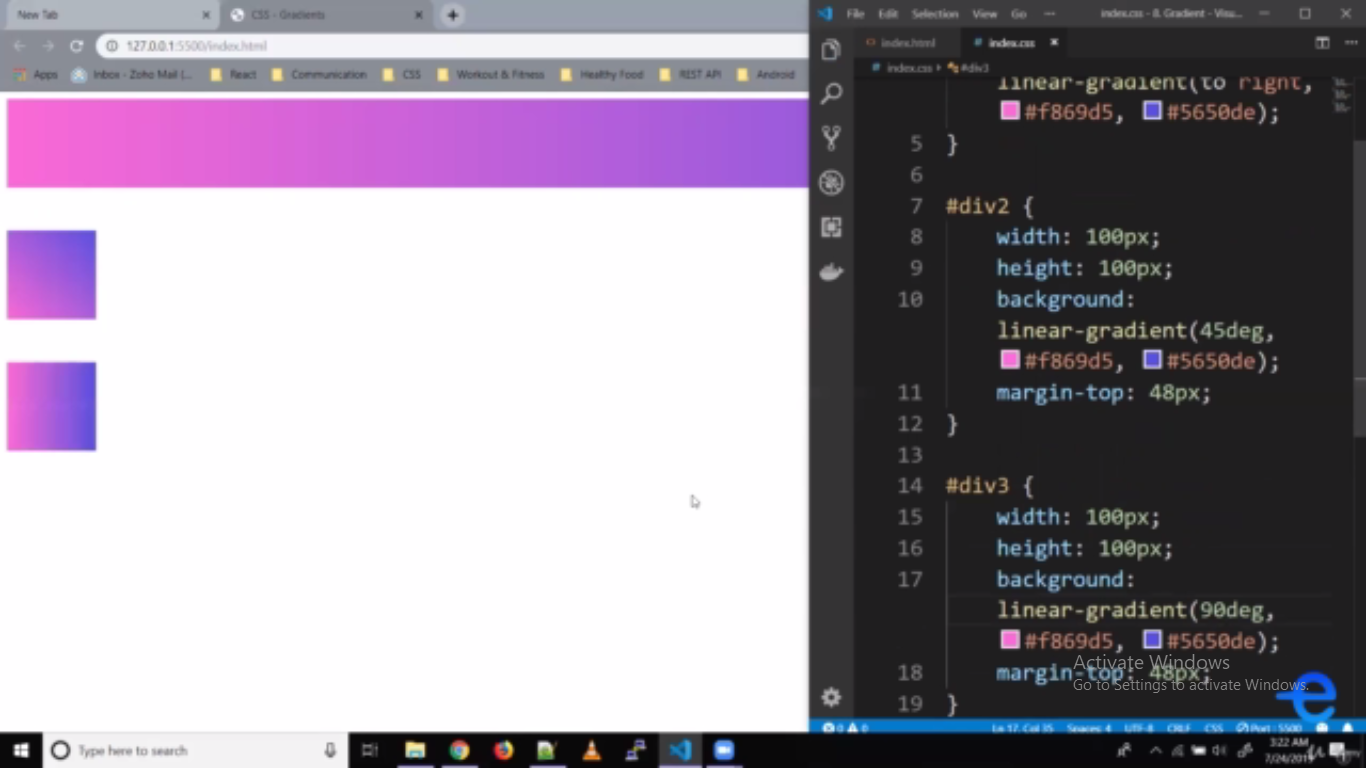 New Tab
CSS - Gradients
127.0.0.1:5500/index.html
Apps
Inbox - Zoho Mail (...
React
Communication
CSS
Workout & Fitness
Healthy Food
REST API
Android
File Edit Selection View Go ··· index.css - 8. Gradient - Visu...
index.html
index.css
index.css › #div3
linear-gradient(to right,
#f869d5, #5650de);
5 }
6
7 #div2 {
8 width: 100px;
9 height: 100px;
10 background:
linear-gradient(45deg,
#f869d5, #5650de);
11 margin-top: 48px;
12 }
13
14 #div3 {
15 width: 100px;
16 height: 100px;
17 background:
linear-gradient(90deg,
#f869d5, #5650de);
18 margin-top: 48px;
19 }
Activate Windows
Go to Settings to activate Windows.
0 0 Ln 17, Col 35 Spaces: 4 UTF-8 CRLF CSS Port : 5500
Type here to search
3:22 AM